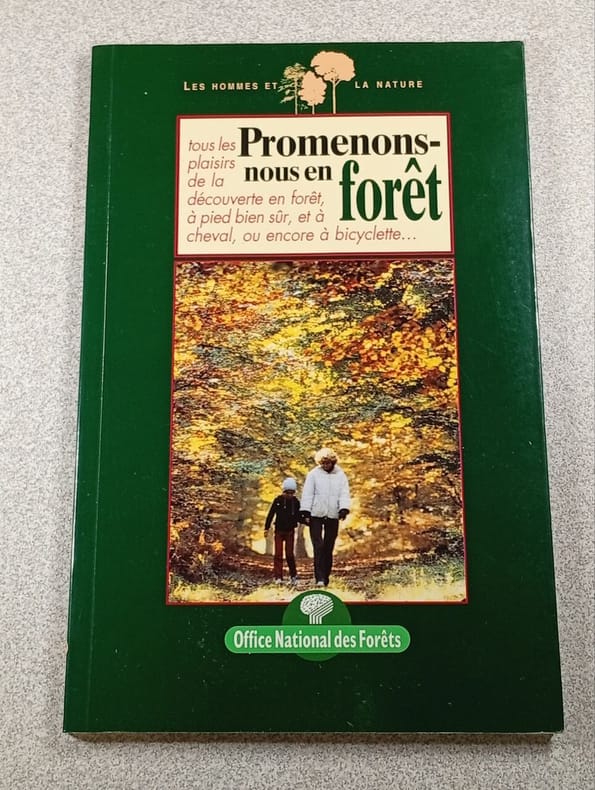 LES HOMMES ET LA NATURE
Promenons-
nous en
forêt
tous les
plaisirs
de la
découverte en forêt,
à pied bien sûr, et à
cheval, ou encore à bicyclette...
Office National des Forêts